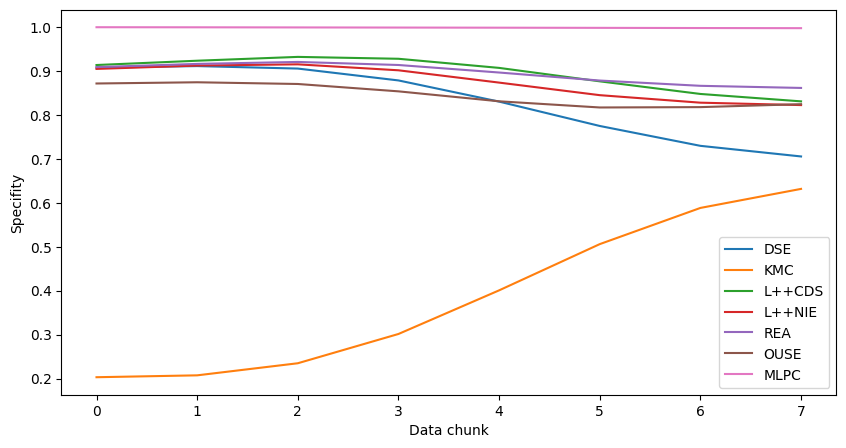 1.0
0.9
0.8
0.7
0.6
0.5
0.4
0.3
0.2
Specifity
0 1 2 3 4 5 6 7
Data chunk
DSE
KMC
L++CDS
L++NIE
REA
OUSE
MLPC